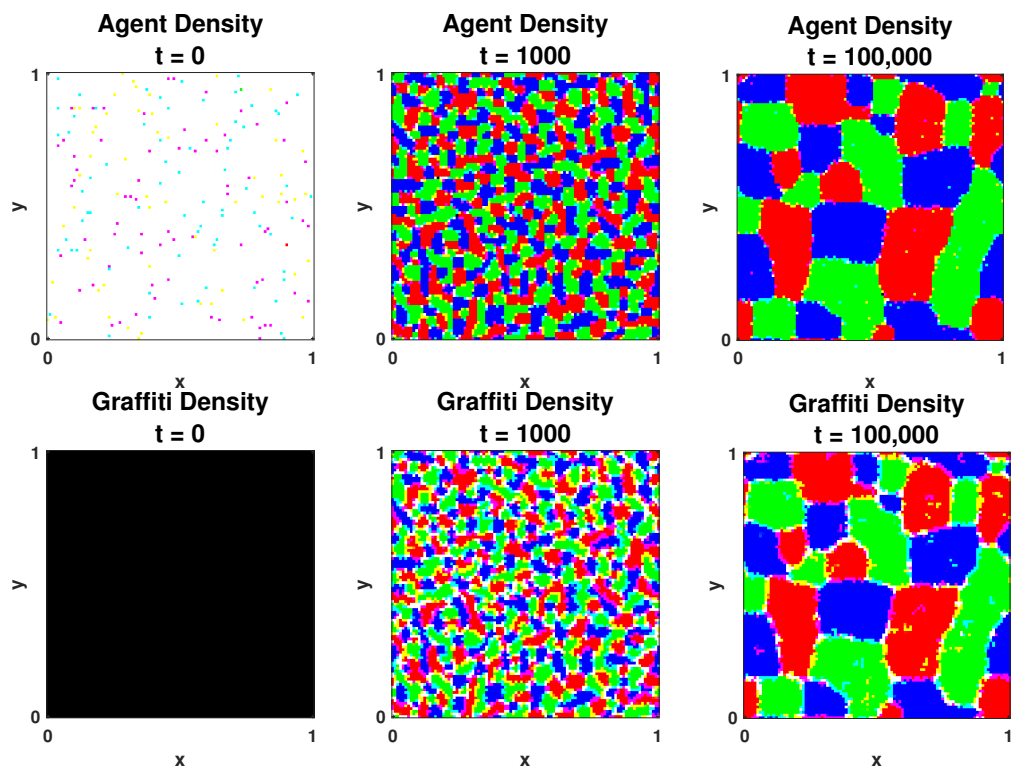 Agent Density
t = 0
1
y
0
0
1
x
Agent Density
t = 1000
1
y
0
0
1
x
Agent Density
t = 100,000
1
y
0
0
1
x
Graffiti Density
t = 0
1
y
0
0
1
x
Graffiti Density
t = 1000
1
y
0
0
1
x
Graffiti Density
t = 100,000
1
y
0
0
1
x